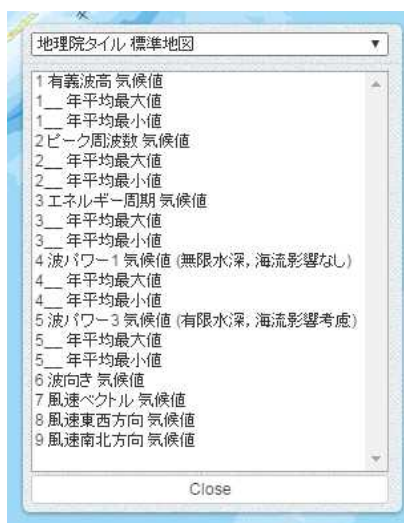 地理院タイル 標準地図
1 有義波高 気候値
1__ 年平均最大値
1__ 年平均最小値
2 ピーク周波数 気候値
2__ 年平均最大値
2__ 年平均最小値
3 エネルギー周期 気候値
3__ 年平均最大値
3__ 年平均最小値
4 波パワー1 気候値 (無限水深, 海流影響なし)
4__ 年平均最大値
4__ 年平均最小値
5 波パワー3 気候値 (有限水深, 海流影響考慮)
5__ 年平均最大値
5__ 年平均最小値
6 波向き 気候値
7 風速ベクトル 気候値
8 風速東西方向 気候値
9 風速南北方向 気候値
Close